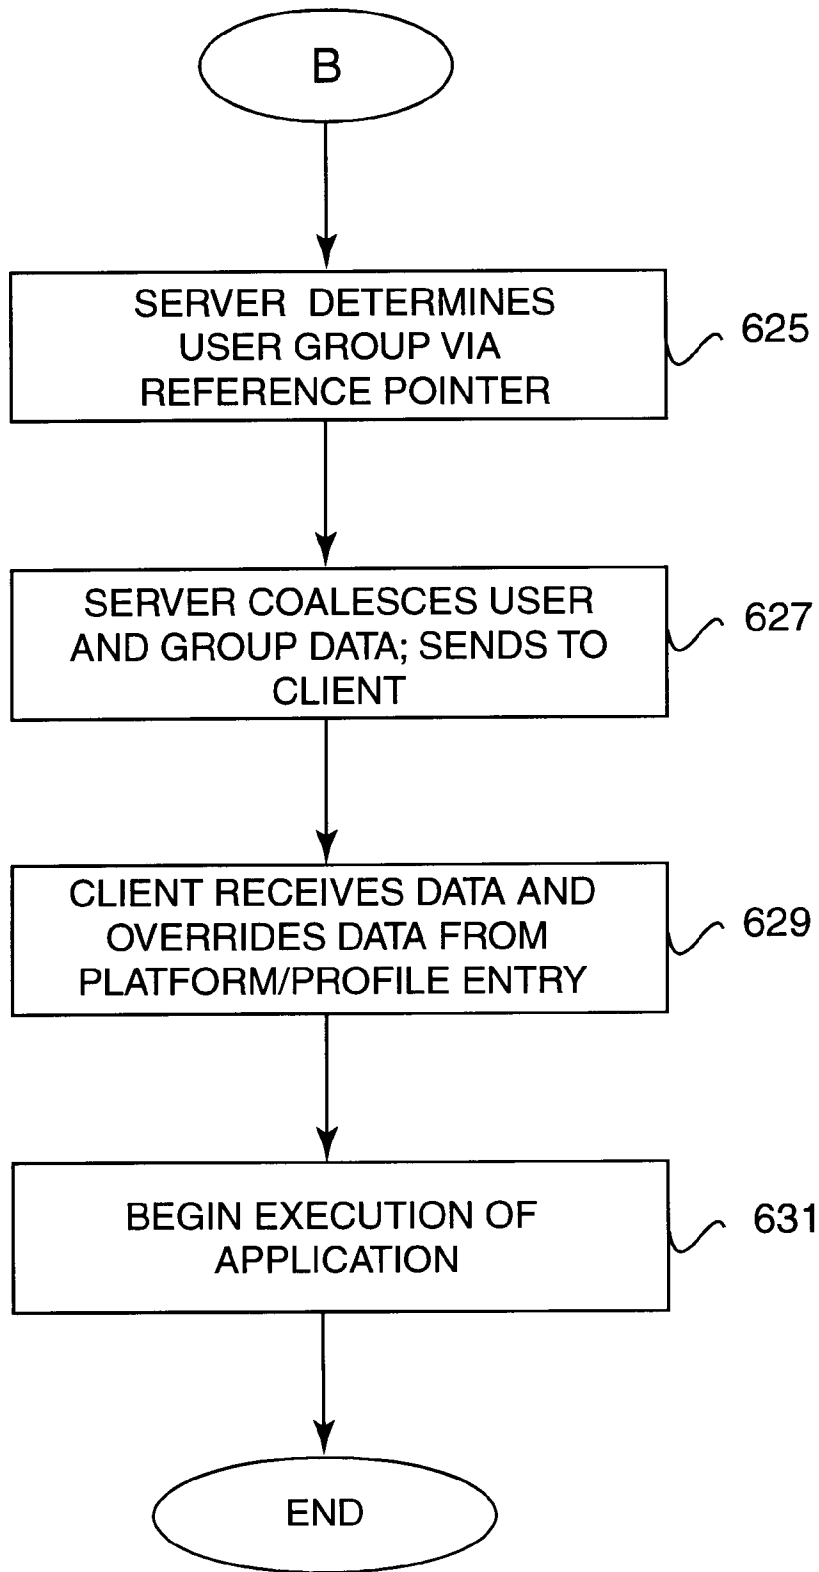 B
SERVER DETERMINES
USER GROUP VIA
REFERENCE POINTER
625
SERVER COALESCES USER
AND GROUP DATA; SENDS TO
CLIENT
627
CLIENT RECEIVES DATA AND
OVERRIDES DATA FROM
PLATFORM/PROFILE ENTRY
629
BEGIN EXECUTION OF
APPLICATION
631
END